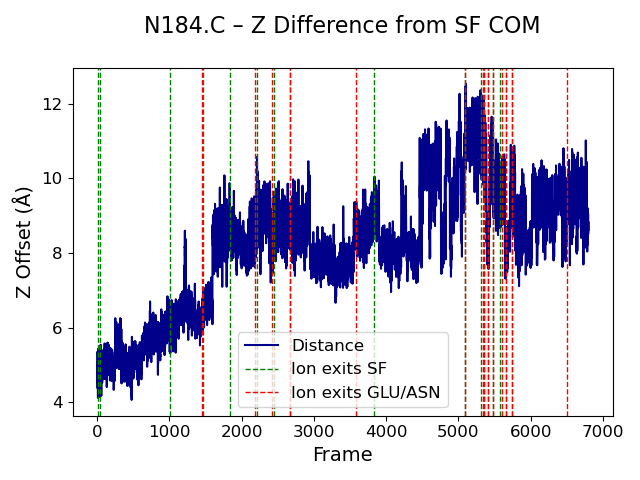 N184.C – Z Difference from SF COM
Z Offset (Å)
12
10
8
6
4
Distance
Ion exits SF
Ion exits GLU/ASN
0 1000 2000 3000 4000 5000 6000 7000
Frame